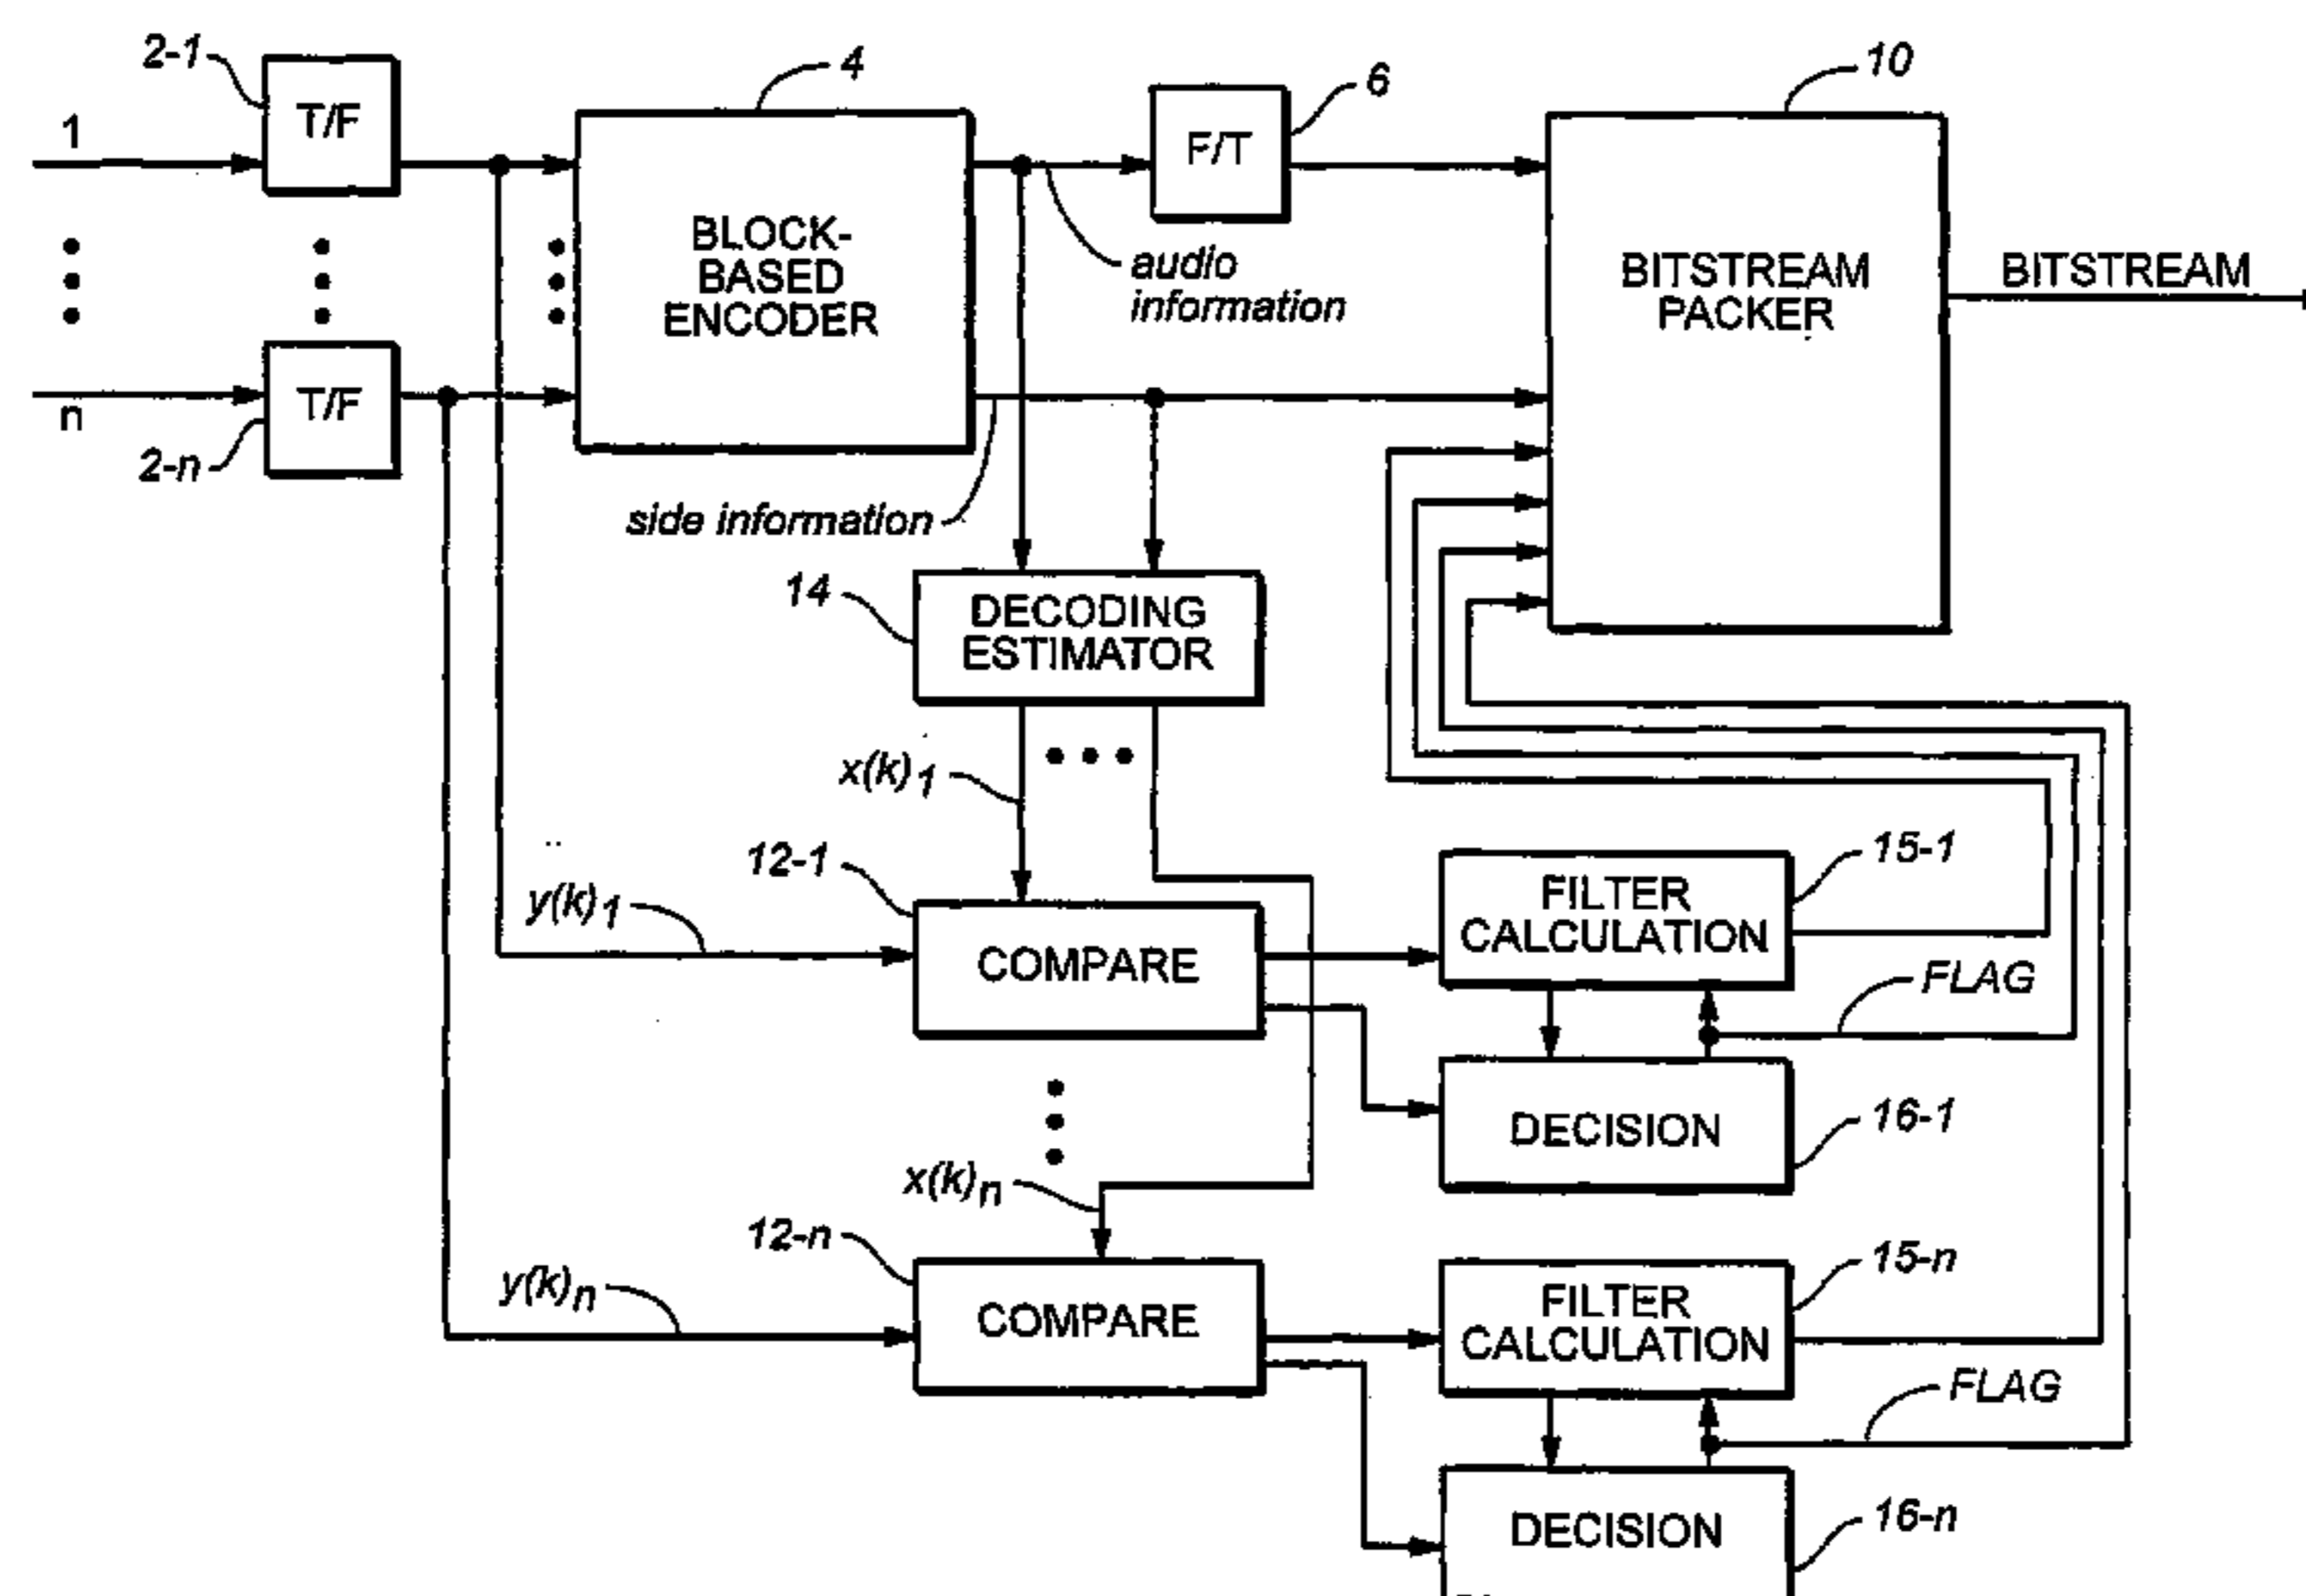 2-1
4
6
10
T/F
1
F/T
BLOCK-
BASED
ENCODER
audio
information
BITSTREAM
PACKER
BITSTREAM
T/F
n
2-n
side information
14
DECODING
ESTIMATOR
x(k)1
12-1
15-1
y(k)1
FILTER
CALCULATION
COMPARE
FLAG
DECISION
16-1
x(k)n
12-n
15-n
y(k)n
FILTER
CALCULATION
COMPARE
FLAG
DECISION
16-n